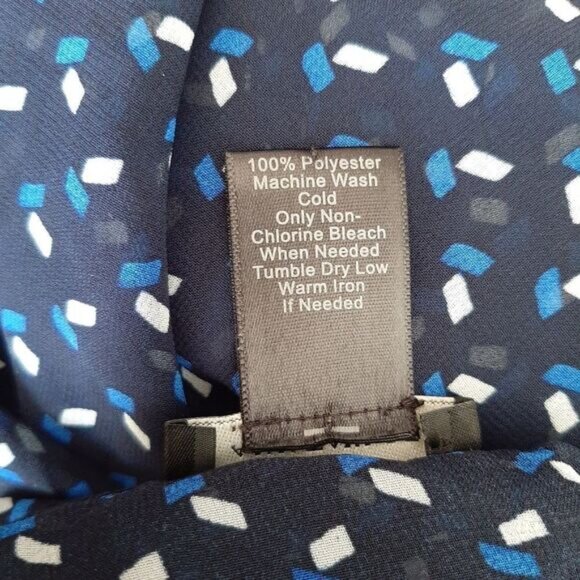 100% Polyester
Machine Wash
Cold
Only Non-
Chlorine Bleach
When Needed
Tumble Dry Low
Warm Iron
If Needed